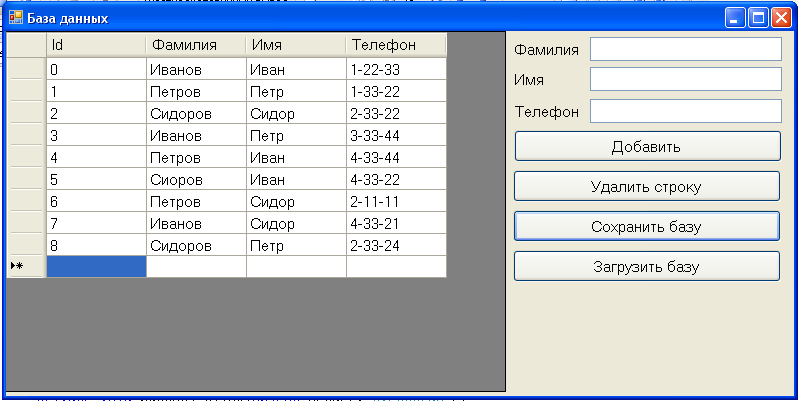 База данных
Id Фамилия Имя Телефон
0 Иванов Иван 1-22-33
1 Петров Петр 1-33-22
2 Сидоров Сидор 2-33-22
3 Иванов Петр 3-33-44
4 Петров Иван 4-33-44
5 Сиоров Иван 4-33-22
6 Петров Сидор 2-11-11
7 Иванов Сидор 4-33-21
8 Сидоров Петр 2-33-24
Фамилия
Имя
Телефон
Добавить
Удалить строку
Сохранить базу
Загрузить базу